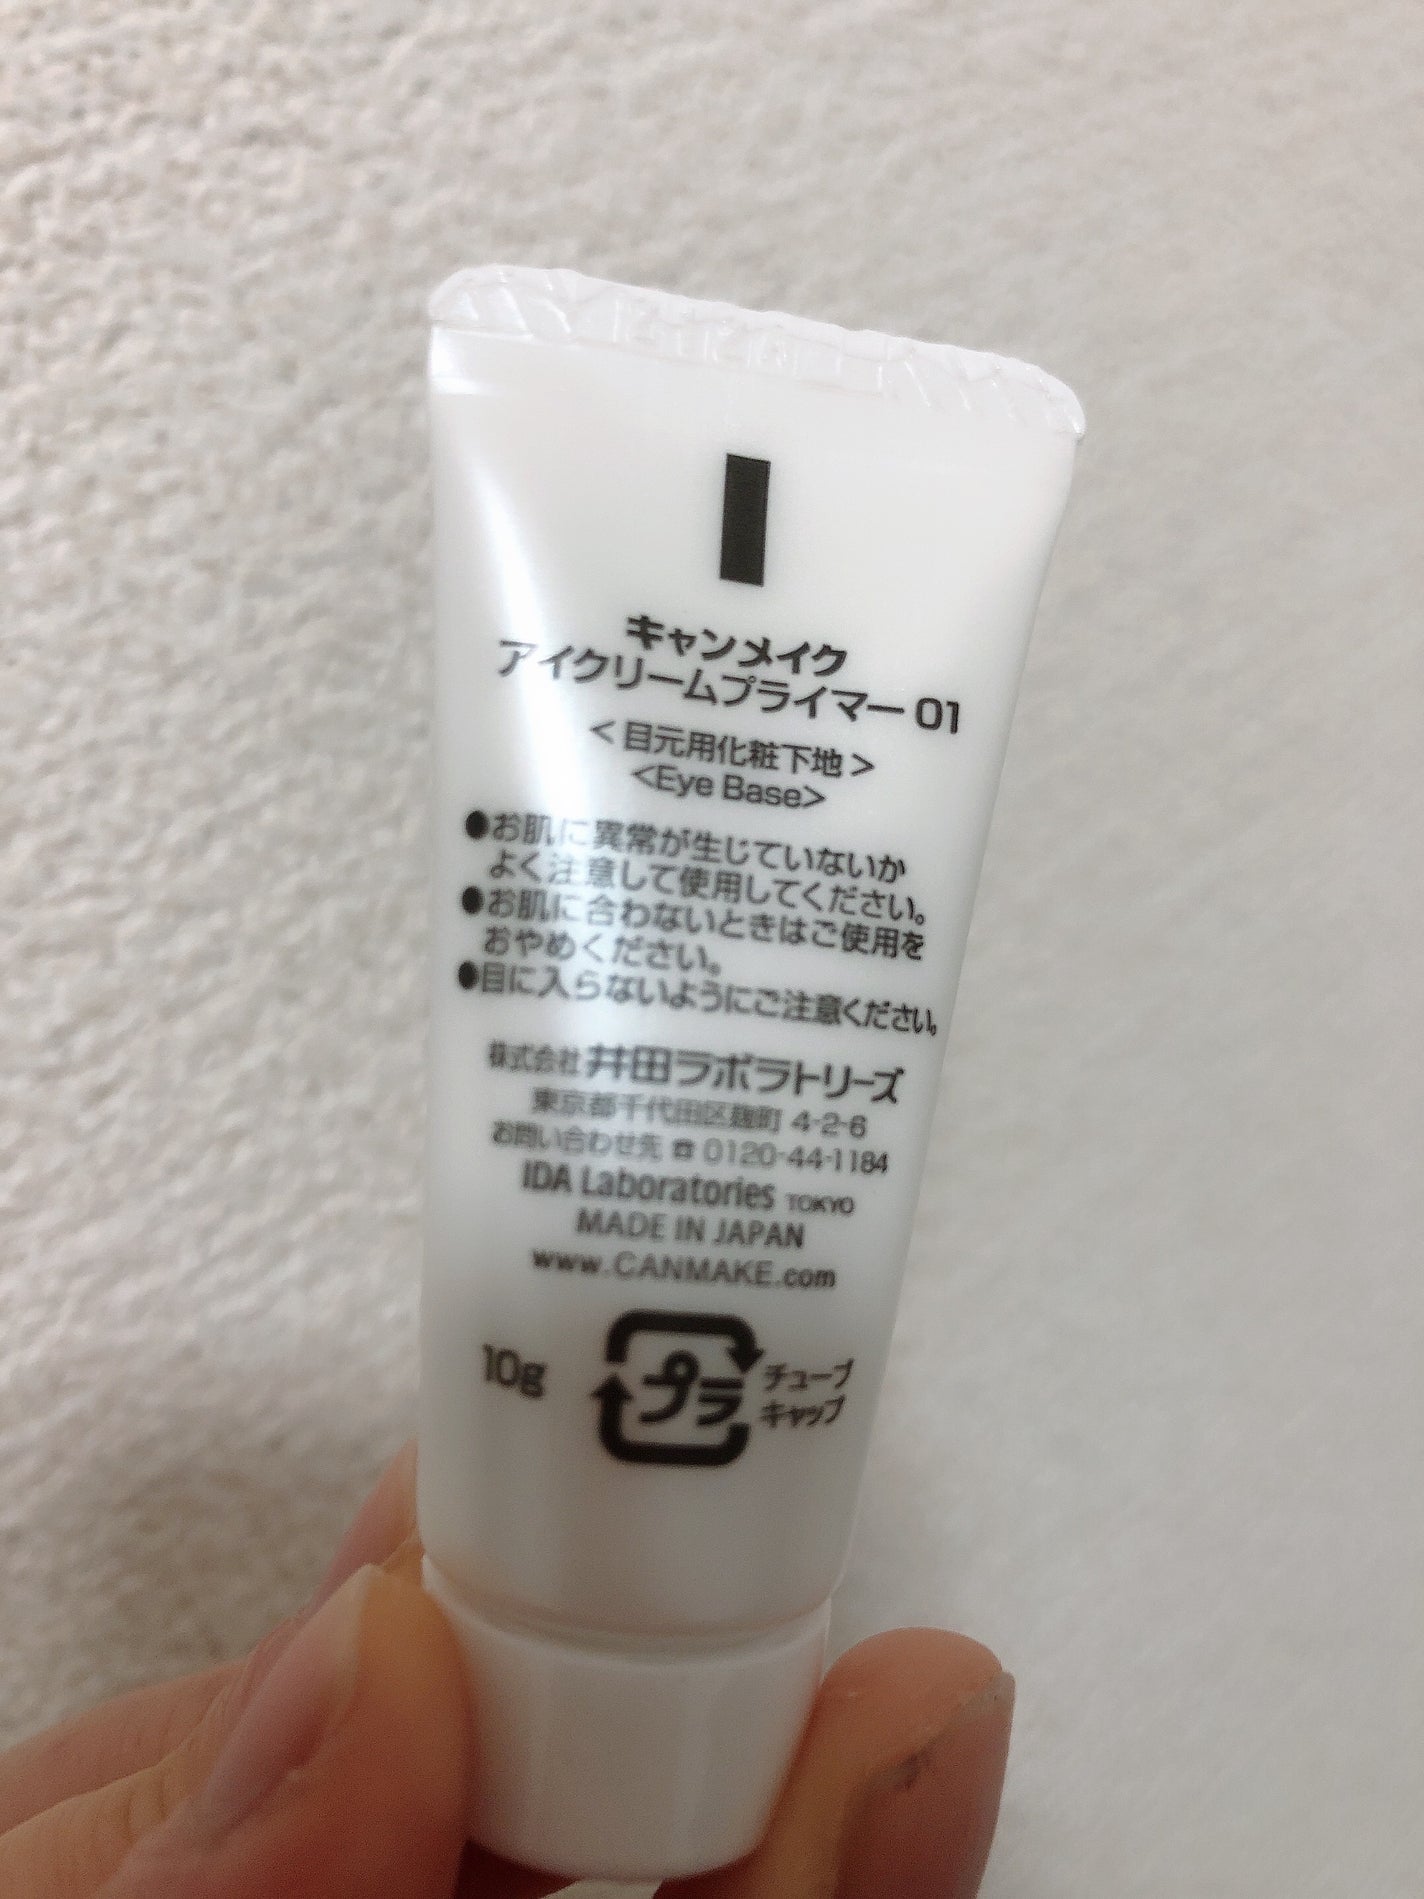 キャンメイク
アイクリームプライマー 01
＜目元用化粧下地＞
<Eye Base>
●お肌に異常が生じていないか
よく注意して使用してください。
●お肌に合わないときはご使用を
おやめください。
●目に入らないようにご注意ください。
株式会社 井田ラボラトリーズ
東京都千代田区麹町 4-2-6
お問い合わせ先 ☎ 0120-44-1184
IDA Laboratories TOKYO
MADE IN JAPAN
www.CANMAKE.com
10g
プラ
チューブ
キャップ